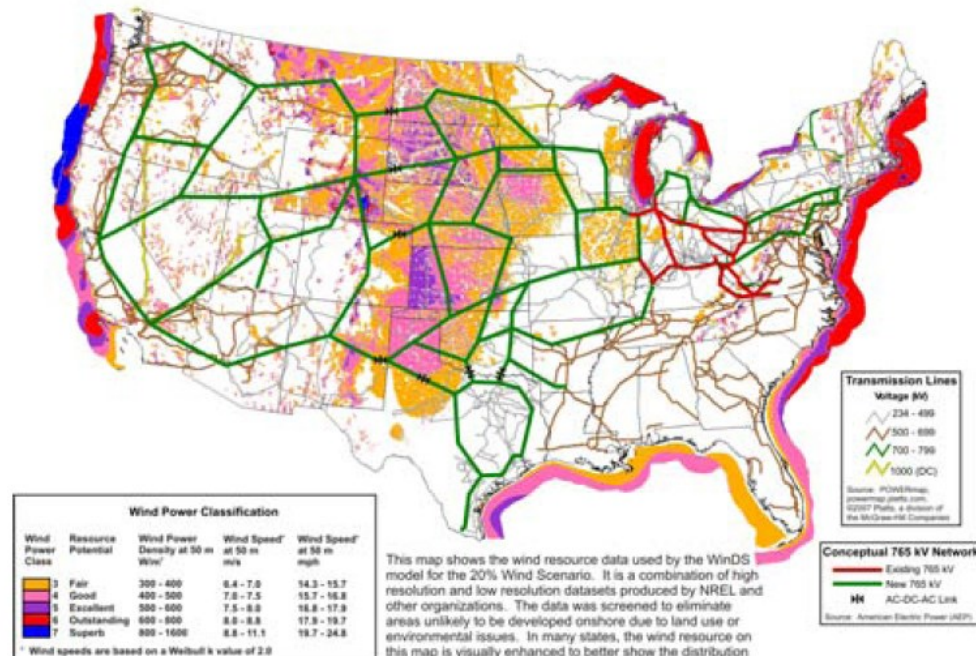 Transmission Lines
Voltage (kV)
234 - 499
500 - 699
700 - 799
1000 (DC)
Source: POWERmap,
powermap.platts.com
©2007 Platts, a division of
the McGraw-Hill Companies
Wind Power Classification
Wind Power Class Resource Potential Wind Power Density at 50 m W/m² Wind Speed* at 50 m m/s Wind Speed* at 50 m mph
3 Fair 300 - 400 6.4 - 7.0 14.3 - 15.7
4 Good 400 - 500 7.0 - 7.5 15.7 - 16.8
5 Excellent 500 - 600 7.5 - 8.0 16.8 - 17.9
6 Outstanding 600 - 800 8.0 - 8.8 17.9 - 19.7
7 Superb 800 - 1600 8.8 - 11.1 19.7 - 24.8
* Wind speeds are based on a Weibull k value of 2.0
This map shows the wind resource data used by the WinDS
model for the 20% Wind Scenario. It is a combination of high
resolution and low resolution datasets produced by NREL and
other organizations. The data was screened to eliminate
areas unlikely to be developed onshore due to land use or
environmental issues. In many states, the wind resource on
this map is visually enhanced to better show the distribution
Conceptual 765 kV Network
Existing 765 kV
New 765 kV
AC-DC-AC Link
Source: American Electric Power (AEP)